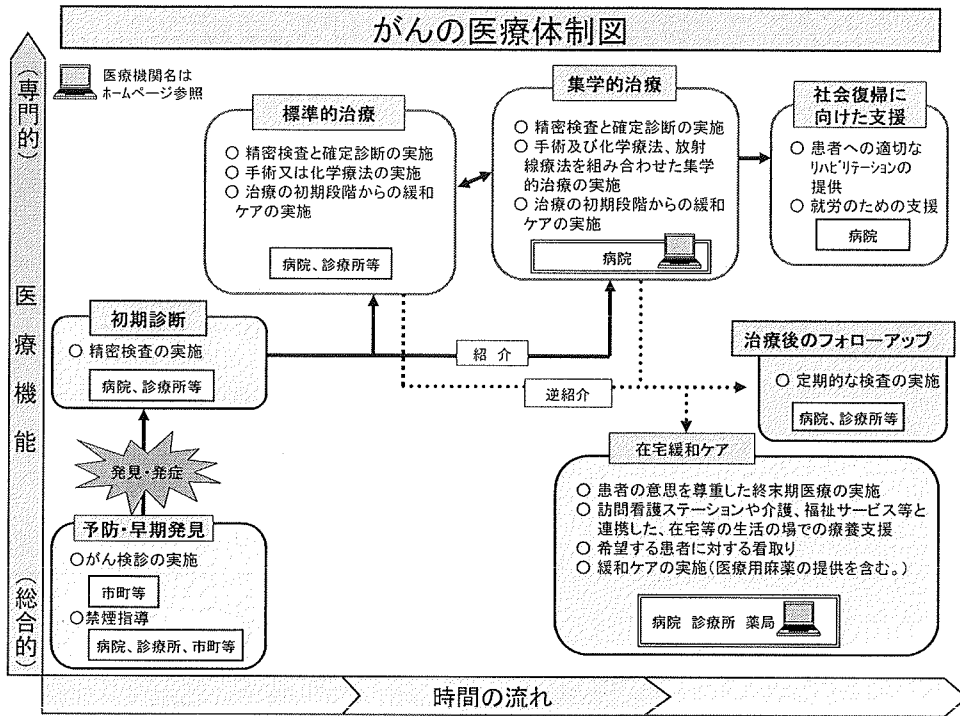 がんの医療体制図
(専門的)
医療機能
(総合的)
医療機関名は
ホームページ参照
標準的治療
○ 精密検査と確定診断の実施
○ 手術又は化学療法の実施
○ 治療の初期段階からの緩和
ケアの実施
病院、診療所等
集学的治療
○ 精密検査と確定診断の実施
○ 手術及び化学療法、放射
線療法を組み合わせた集学
的治療の実施
○ 治療の初期段階からの緩和
ケアの実施
病院
社会復帰に
向けた支援
○ 患者への適切な
リハビリテーションの
提供
○ 就労のための支援
病院
初期診断
○ 精密検査の実施
病院、診療所等
紹 介
逆紹介
治療後のフォローアップ
○ 定期的な検査の実施
病院、診療所等
発見・発症
予防・早期発見
○がん検診の実施
市町等
○禁煙指導
病院、診療所、市町等
在宅緩和ケア
○ 患者の意思を尊重した終末期医療の実施
○ 訪問看護ステーションや介護、福祉サービス等と
連携した、在宅等の生活の場での療養支援
○ 希望する患者に対する看取り
○ 緩和ケアの実施(医療用麻薬の提供を含む。)
病院 診療所 薬局
時間の流れ